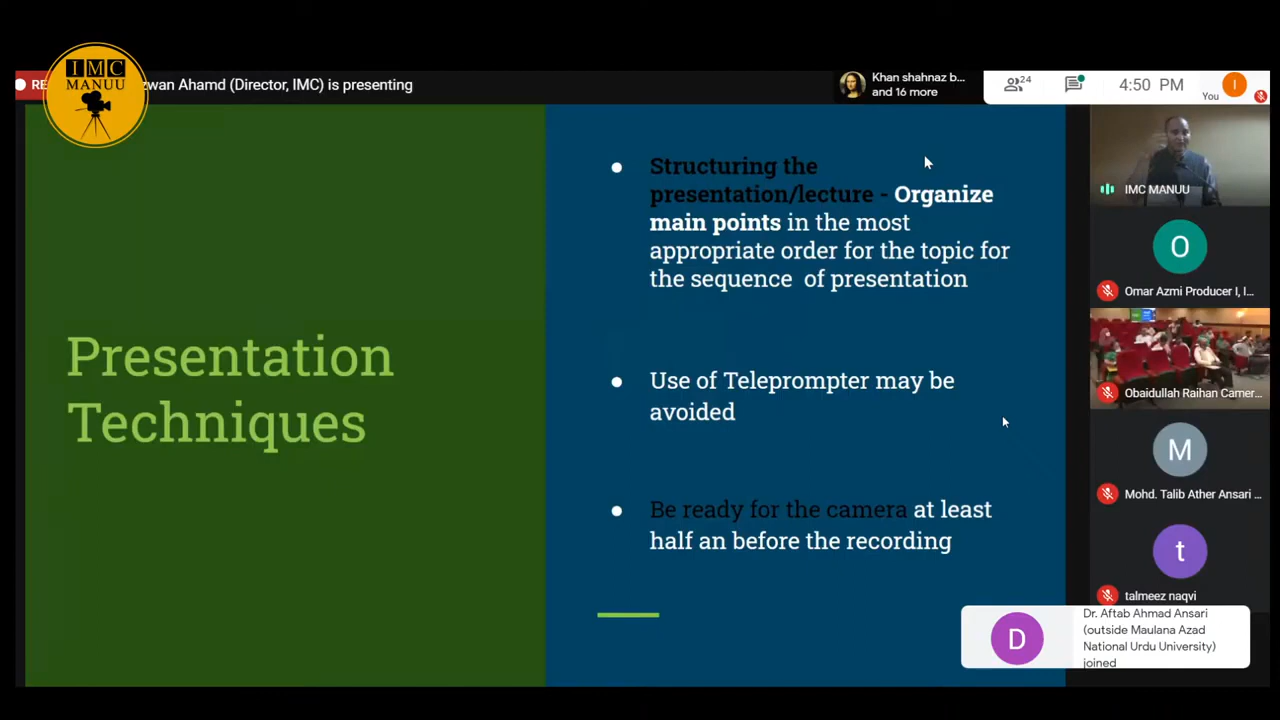 IMC
MANUU
RE
zwan Ahamd (Director, IMC) is presenting
Khan shahnaz b...
and 16 more
24
4:50 PM
You
I
Structuring the
presentation/lecture - Organize
main points in the most
appropriate order for the topic for
the sequence of presentation
Use of Teleprompter may be
avoided
Be ready for the camera at least
half an before the recording
Presentation
Techniques
IMC MANUU
O
Omar Azmi Producer I, I...
Obaidullah Raihan Camer...
M
Mohd. Talib Ather Ansari ...
t
talmeez naqvi
D
Dr. Aftab Ahmad Ansari
(outside Maulana Azad
National Urdu University)
joined